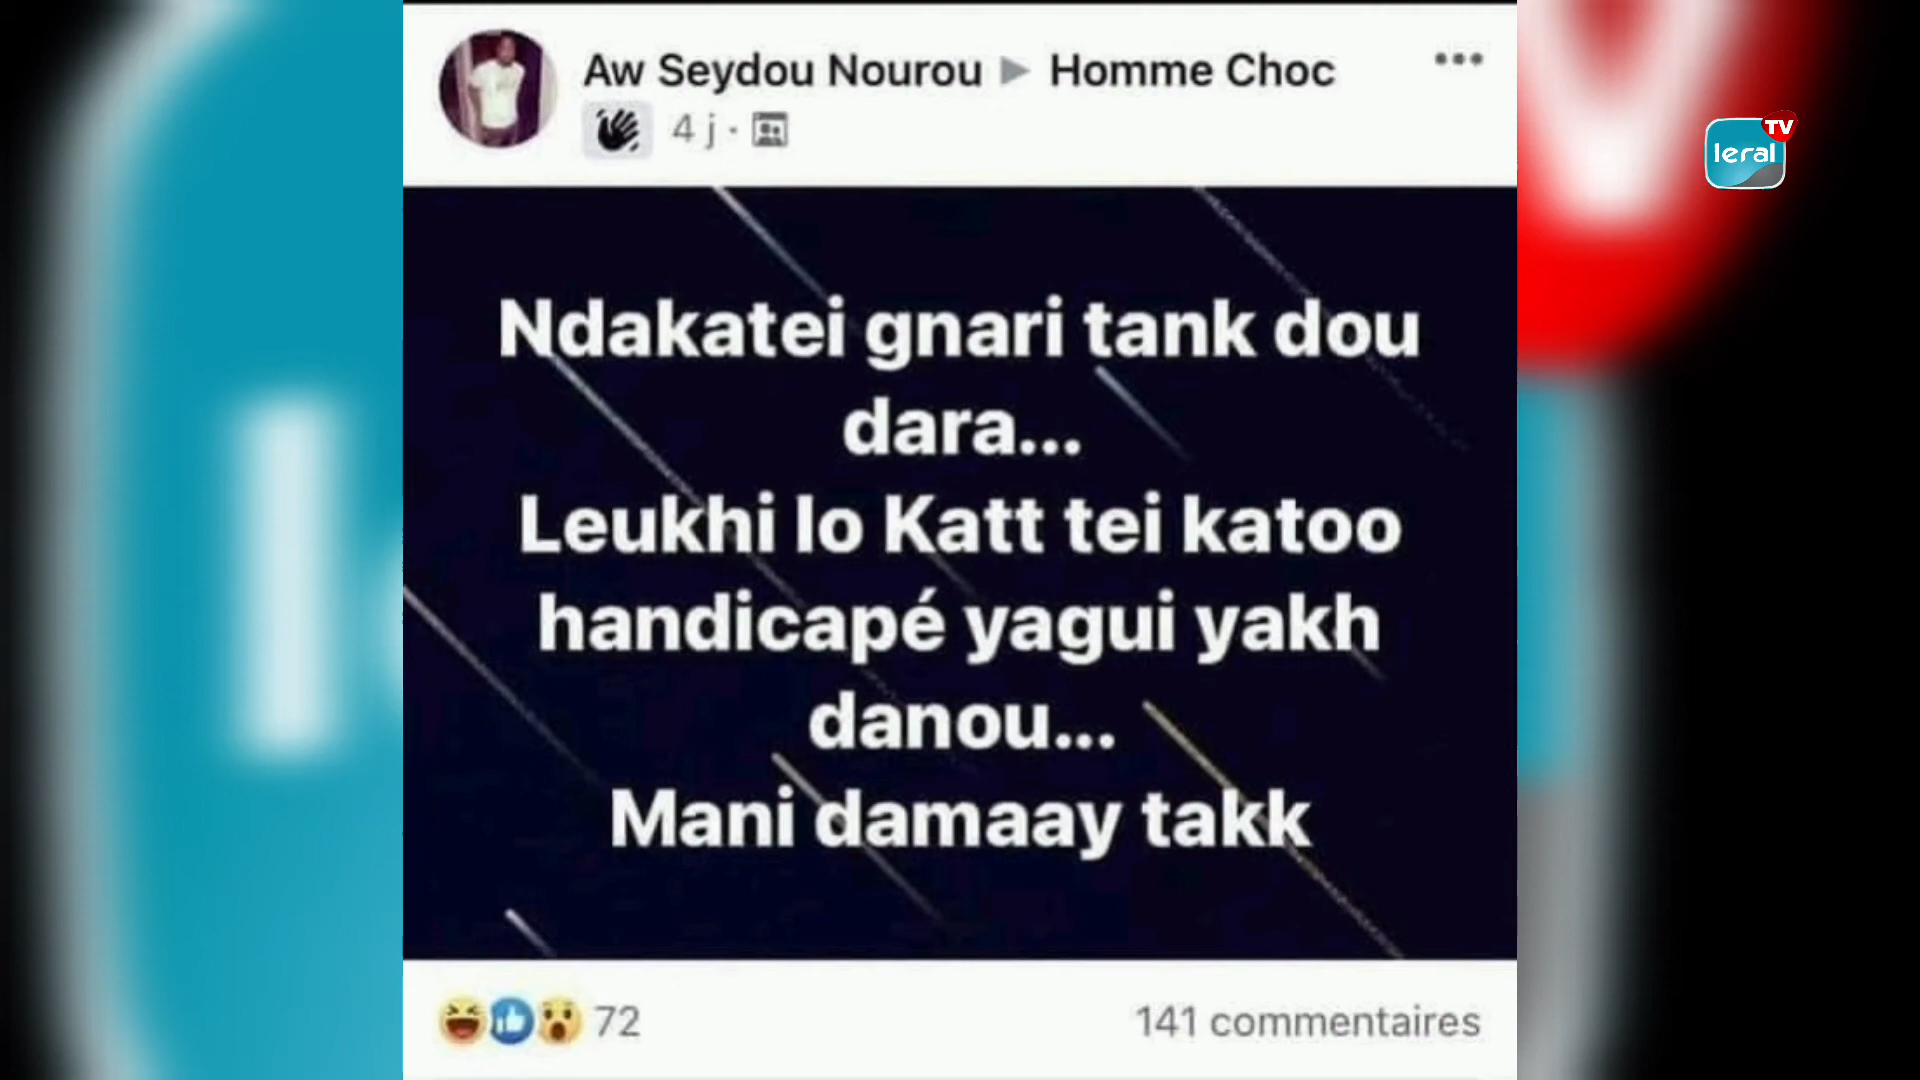 Aw Seydou Nourou ▶ Homme Choc
4 j ·
TV
leral
Ndakatei gnari tank dou
dara...
Leukhi lo Katt tei katoo
handicapé yagui yakh
danou...
Mani damaay takk
72
141 commentaires